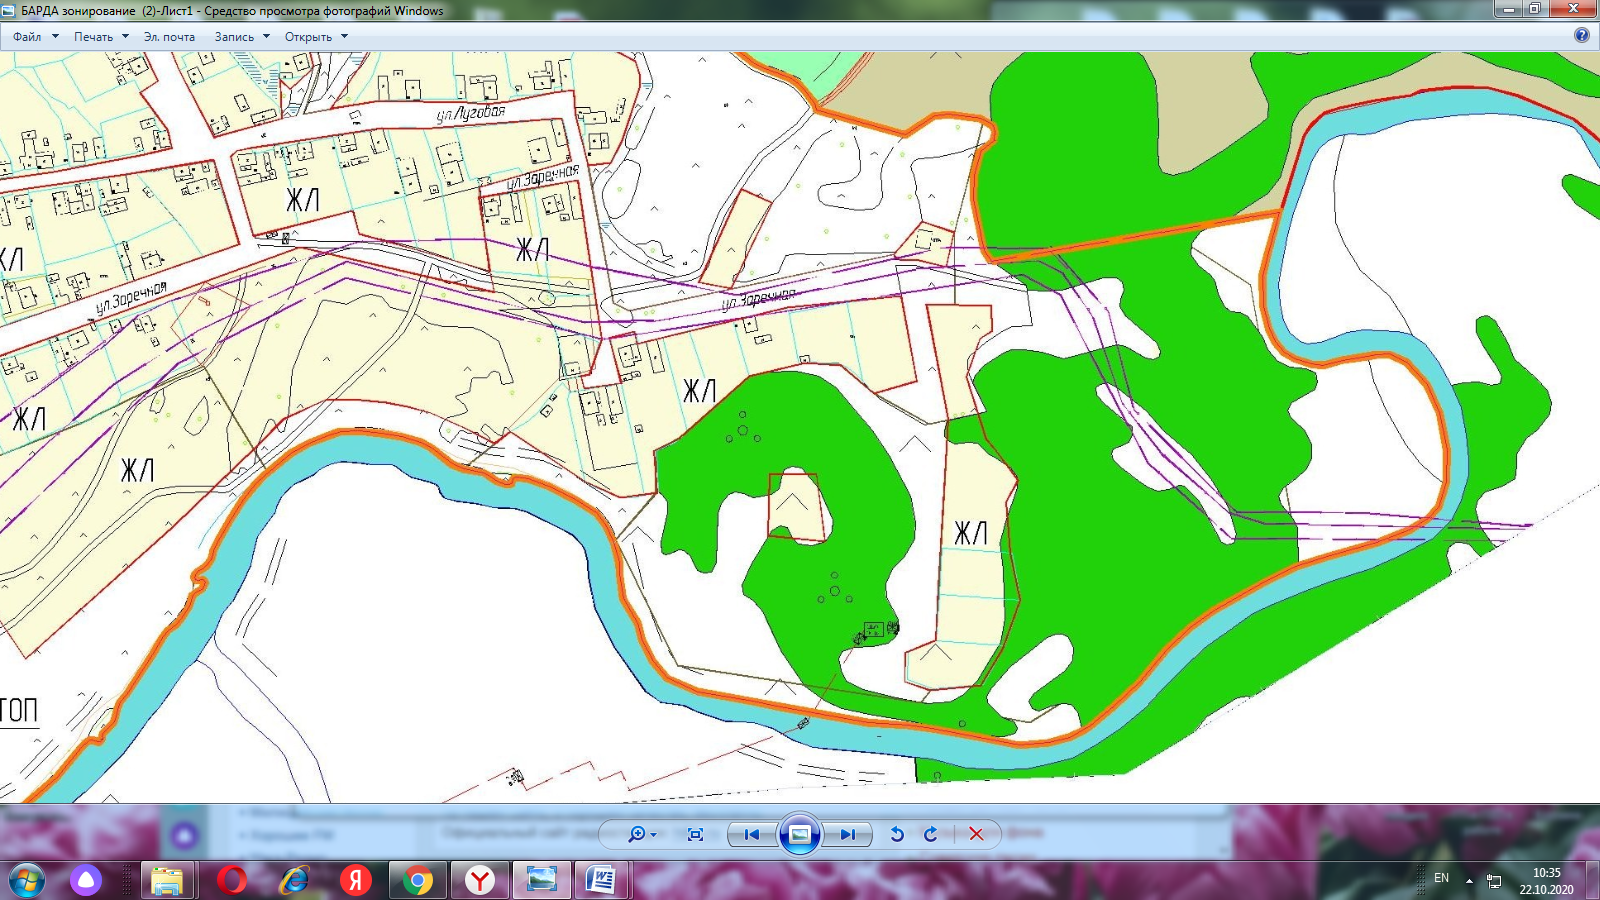 БАРДА зонирование (2)-Лист1 - Средство просмотра фотографий Windows
Файл Печать Эл. почта Запись Открыть
ул.Луговая
ул.Заречная
ЖЛ
ЖЛ
ЖЛ
ул.Заречная
ул.Заречная
ЖЛ
ЖЛ
ЖЛ
ЖЛ
ТОП
EN
10:35
22.10.2020